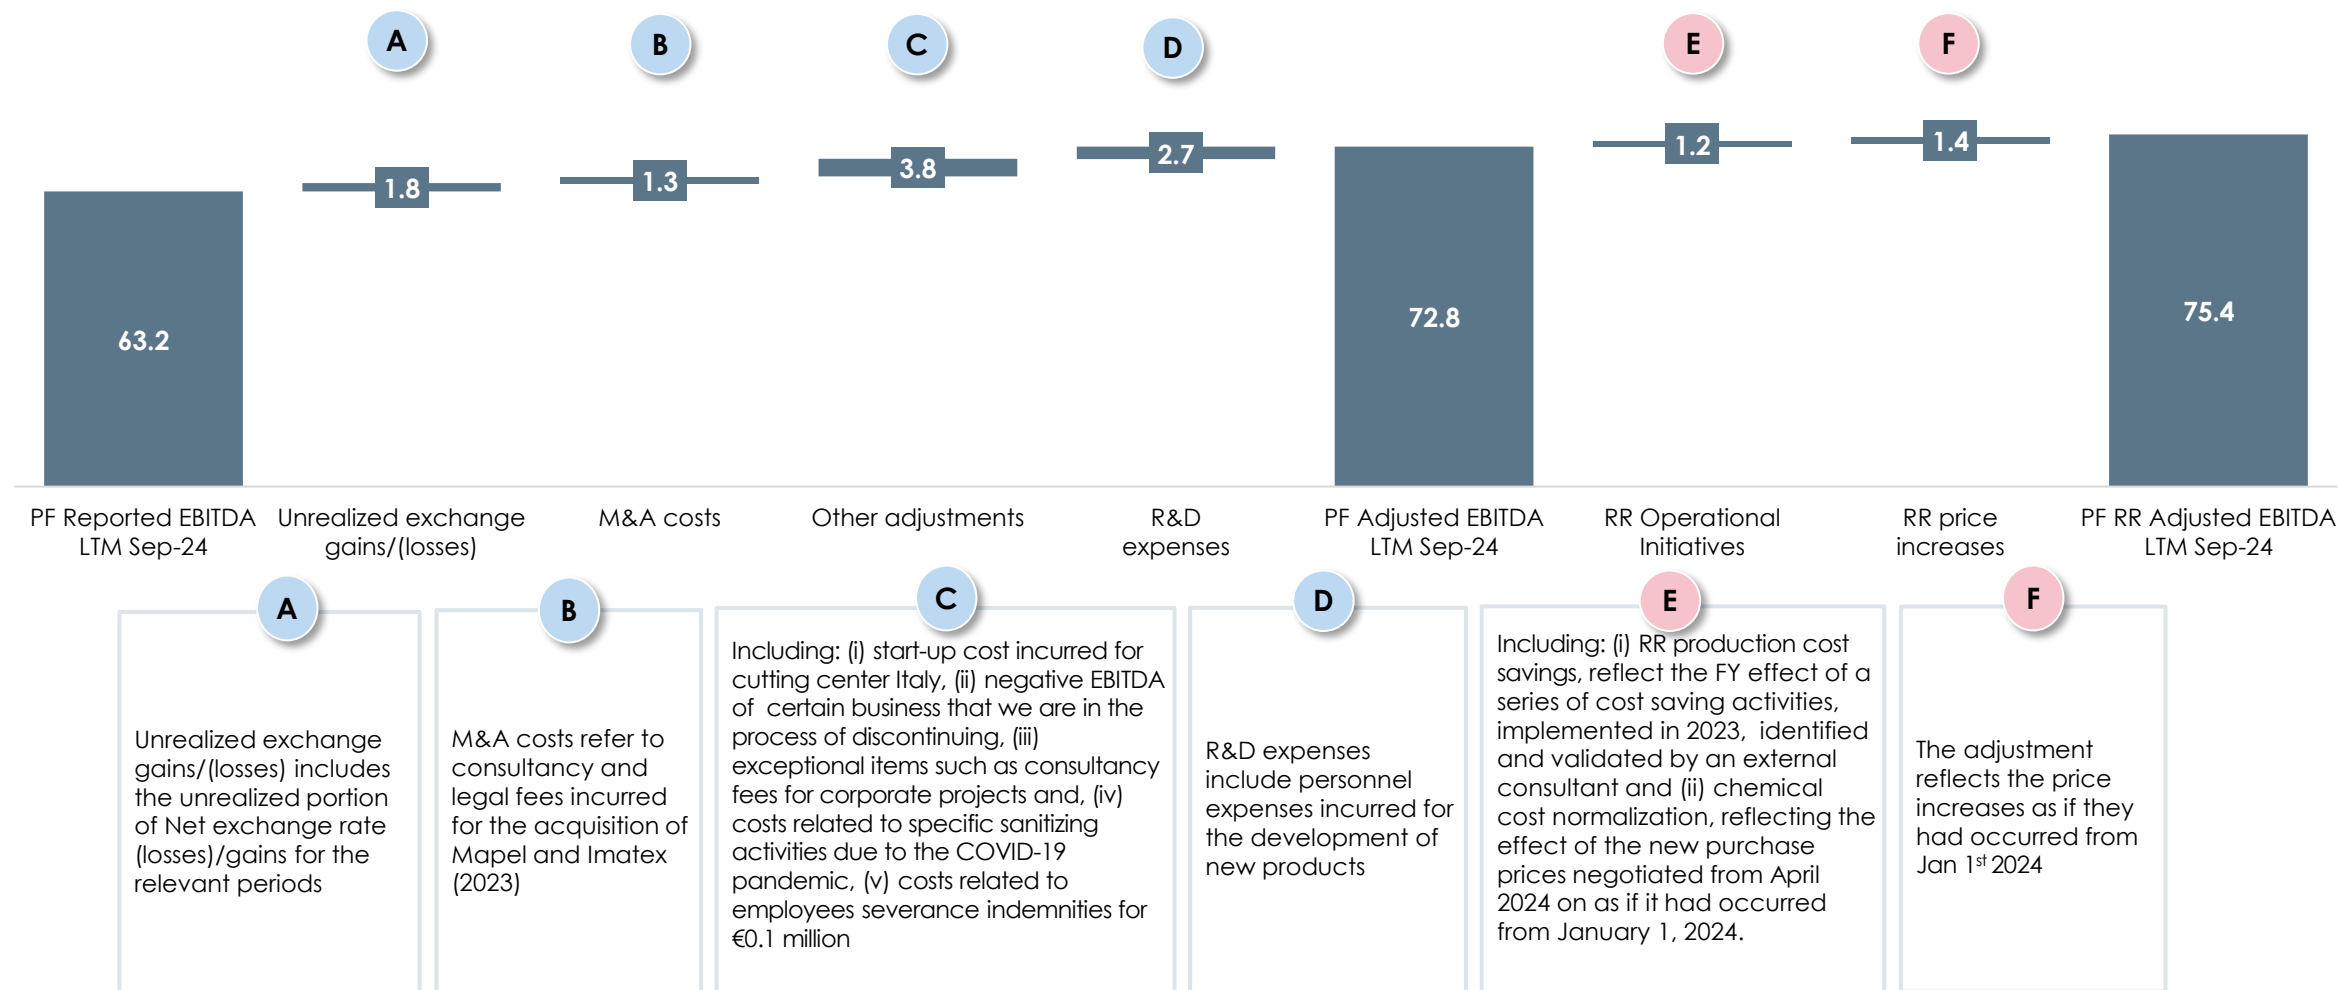 A
B
C
D
E
F
1.8
1.3
3.8
2.7
1.2
1.4
63.2
72.8
75.4
PF Reported EBITDA
LTM Sep-24
Unrealized exchange
gains/(losses)
M&A costs
Other adjustments
R&D
expenses
PF Adjusted EBITDA
LTM Sep-24
RR Operational
Initiatives
RR price
increases
PF RR Adjusted EBITDA
LTM Sep-24
A
Unrealized exchange
gains/(losses) includes
the unrealized portion
of Net exchange rate
(losses)/gains for the
relevant periods
B
M&A costs refer to
consultancy and
legal fees incurred
for the acquisition of
Mapel and Imatex
(2023)
C
Including: (i) start-up cost incurred for
cutting center Italy, (ii) negative EBITDA
of certain business that we are in the
process of discontinuing, (iii)
exceptional items such as consultancy
fees for corporate projects and, (iv)
costs related to specific sanitizing
activities due to the COVID-19
pandemic, (v) costs related to
employees severance indemnities for
€0.1 million
D
R&D expenses
include personnel
expenses incurred for
the development of
new products
E
Including: (i) RR production cost
savings, reflect the FY effect of a
series of cost saving activities,
implemented in 2023, identified
and validated by an external
consultant and (ii) chemical
cost normalization, reflecting the
effect of the new purchase
prices negotiated from April
2024 on as if it had occurred
from January 1, 2024.
F
The adjustment
reflects the price
increases as if they
had occurred from
Jan 1st 2024